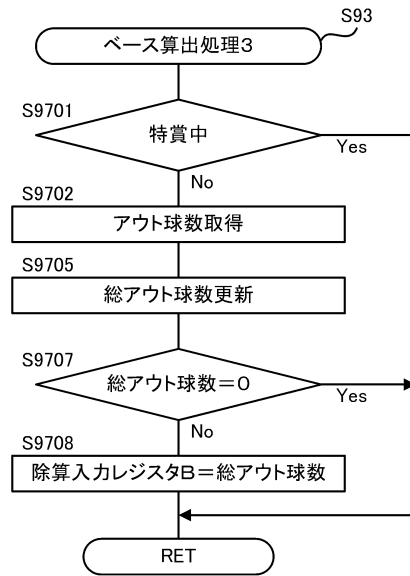 S93
ベース算出処理3
S9701
特賞中
Yes
No
S9702
アウト球数取得
S9705
総アウト球数更新
S9707
総アウト球数=0
Yes
No
S9708
除算入力レジスタB=総アウト球数
RET